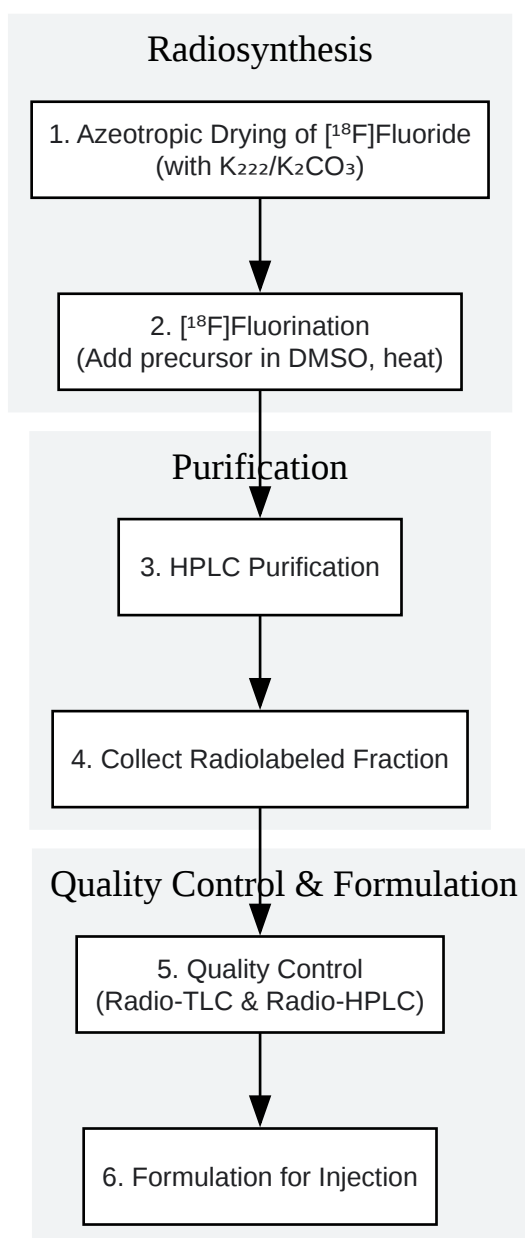 Radiosynthesis
1. Azeotropic Drying of [¹⁸F]Fluoride
(with K₂₂₂/K₂CO₃)
2. [¹⁸F]Fluorination
(Add precursor in DMSO, heat)
Purification
3. HPLC Purification
4. Collect Radiolabeled Fraction
Quality Control & Formulation
5. Quality Control
(Radio-TLC & Radio-HPLC)
6. Formulation for Injection